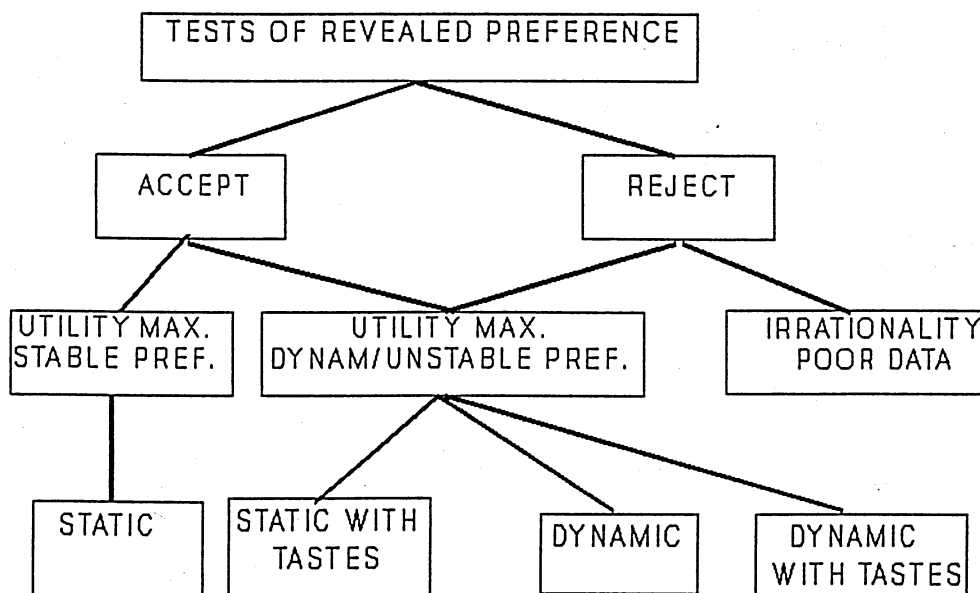 TESTS OF REVEALED PREFERENCE
ACCEPT
REJECT
UTILITY MAX.
STABLE PREF.
UTILITY MAX.
DYNAM/UNSTABLE PREF.
IRRATIONALITY
POOR DATA
STATIC
STATIC WITH
TASTES
DYNAMIC
DYNAMIC
WITH TASTES